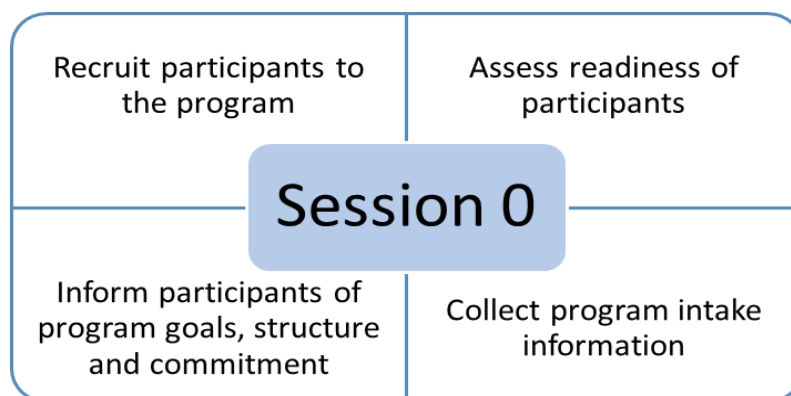 Recruit participants to
the program
Assess readiness of
participants
Session 0
Inform participants of
program goals, structure
and commitment
Collect program intake
information